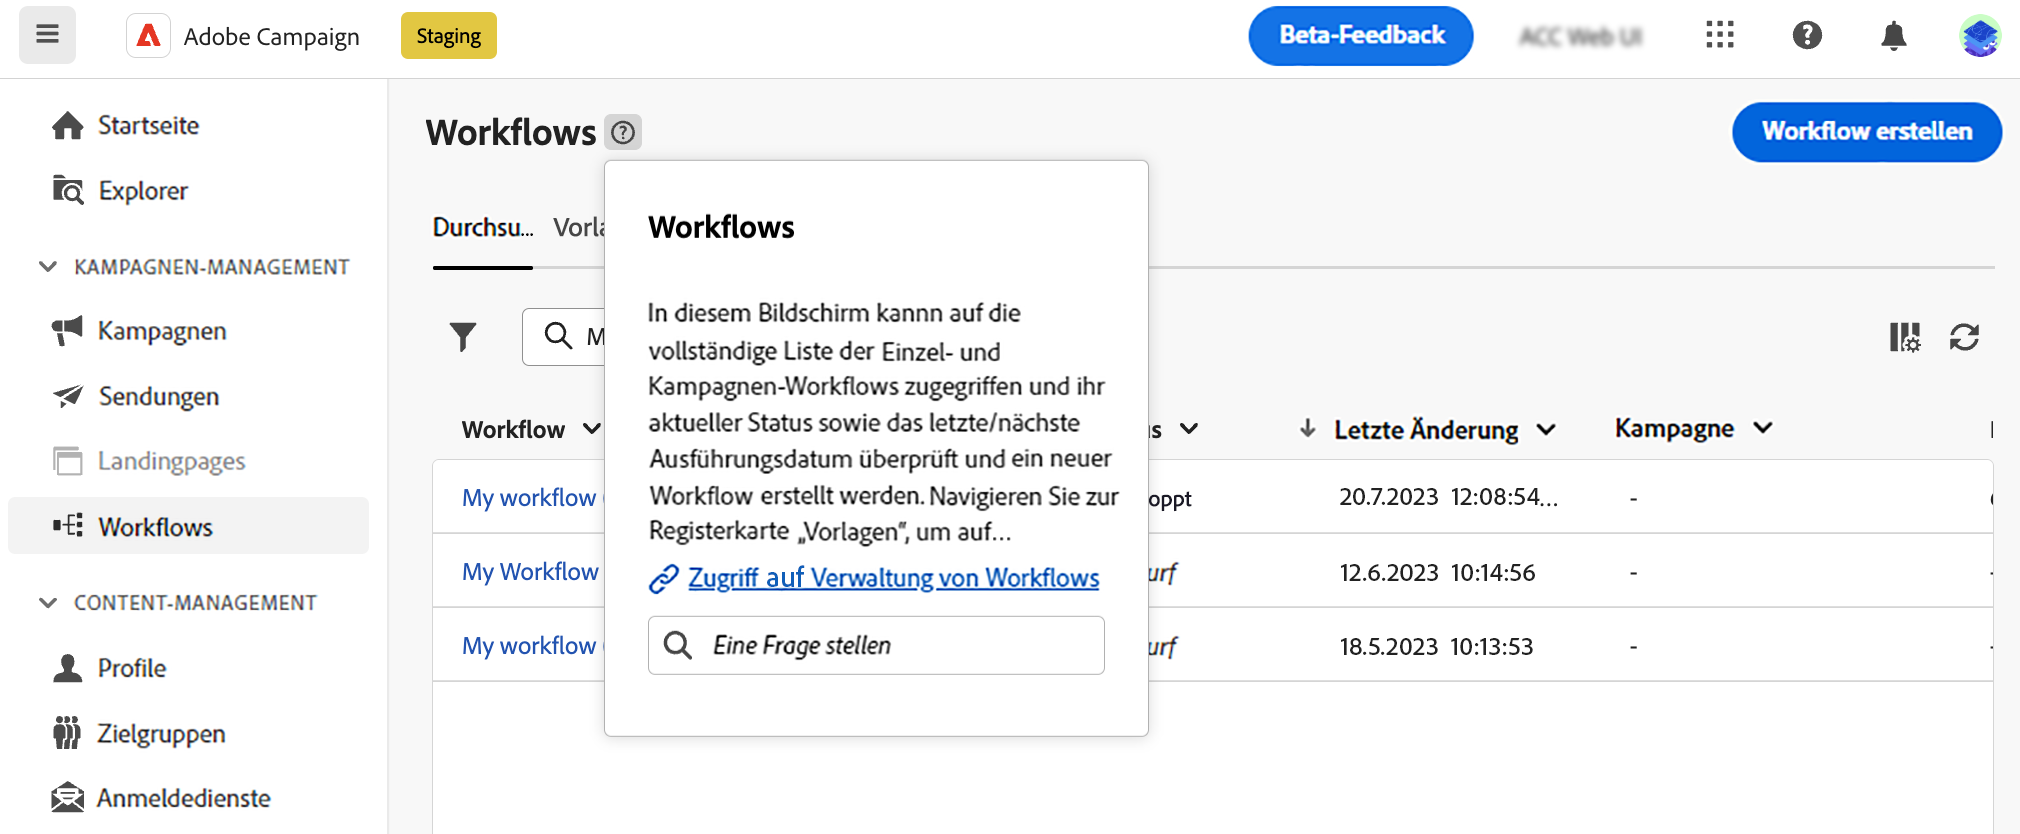 Adobe Campaign
Staging
Beta-Feedback
ACC Web UI
Startseite
Explorer
KAMPAGNEN-MANAGEMENT
Kampagnen
Sendungen
Landingpages
Workflows
CONTENT-MANAGEMENT
Profile
Zielgruppen
Anmeldedienste
Workflows
Workflow erstellen
Durchsu...
Workflows
In diesem Bildschirm kannn auf die
vollständige Liste der Einzel- und
Kampagnen-Workflows zugegriffen und ihr
aktueller Status sowie das letzte/nächste
Ausführungsdatum überprüft und ein neuer
Workflow erstellt werden. Navigieren Sie zur
Registerkarte „Vorlagen“, um auf...
Zugriff auf Verwaltung von Workflows
Eine Frage stellen
Workflow Letzte Änderung Kampagne
My workflow oppt 20.7.2023 12:08:54... -
My Workflow urf 12.6.2023 10:14:56 -
My workflow urf 18.5.2023 10:13:53 -